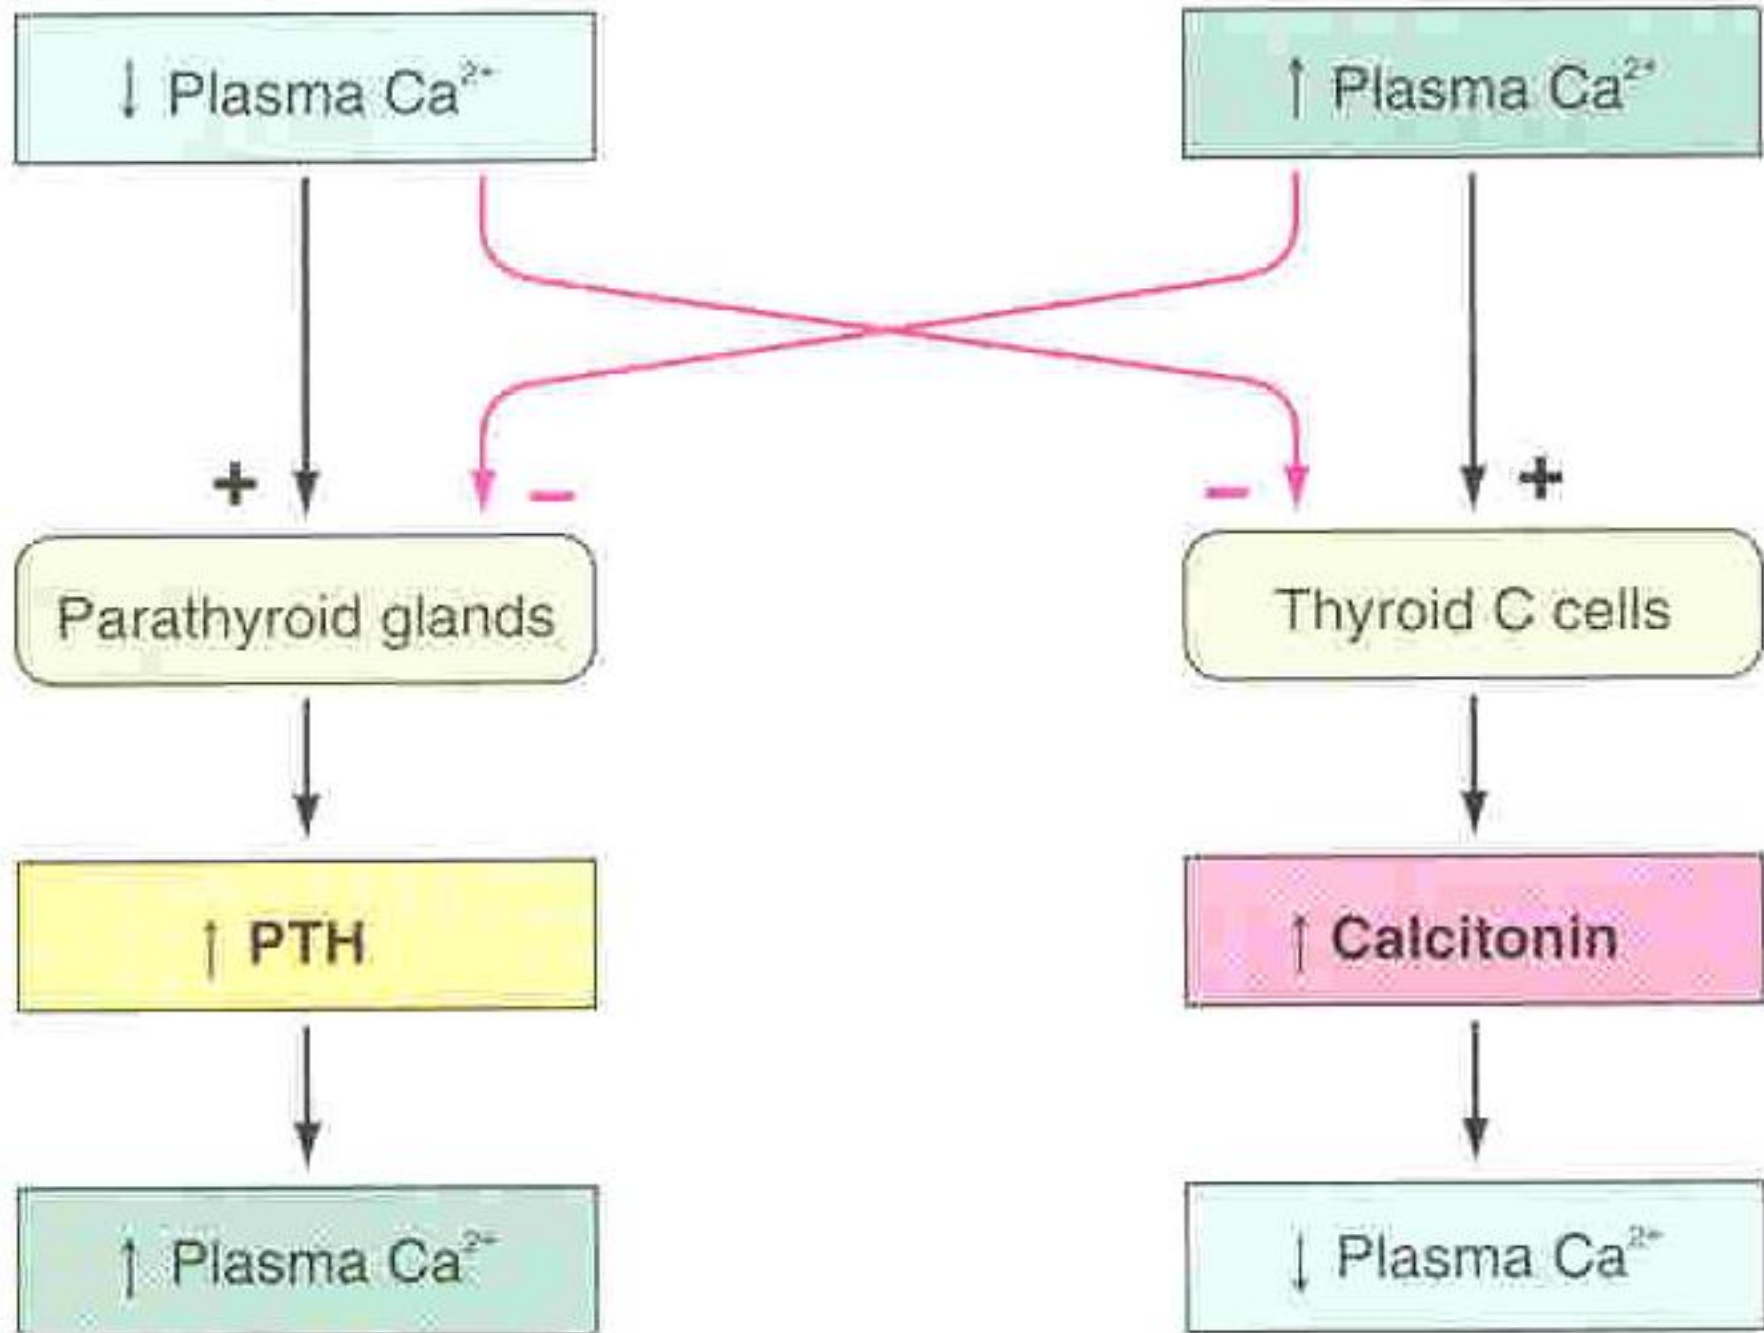 ↓ Plasma Ca²⁺
↑ Plasma Ca²⁺
+
−
−
+
Parathyroid glands
Thyroid C cells
↑ PTH
↑ Calcitonin
↑ Plasma Ca²⁺
↓ Plasma Ca²⁺